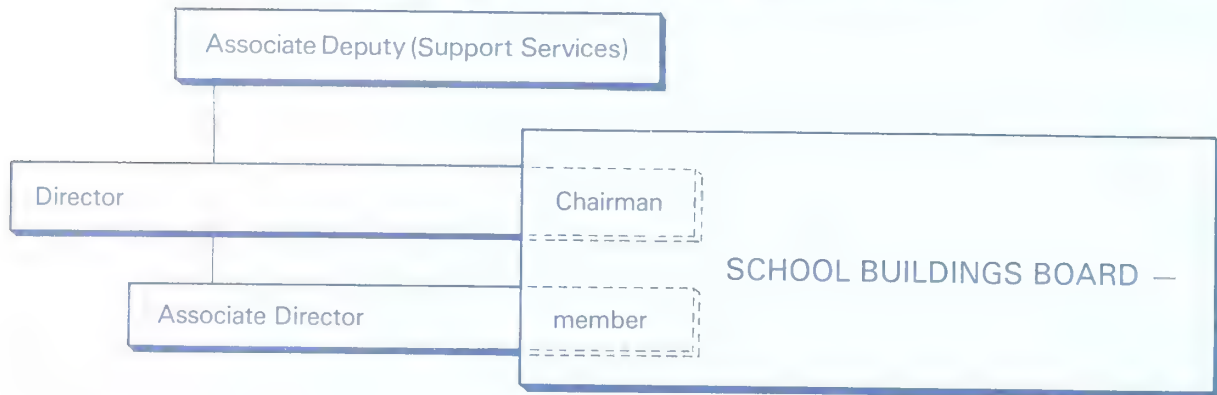 Associate Deputy (Support Services)
Director
Chairman
SCHOOL BUILDINGS BOARD —
Associate Director
member